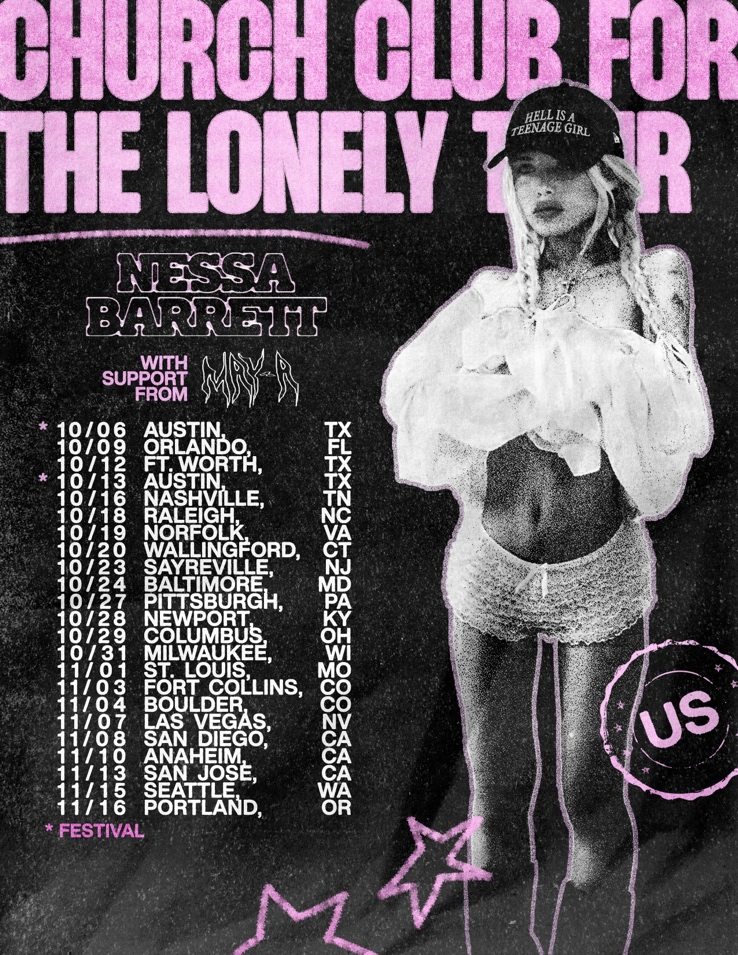 CHURCH CLUB FOR
THE LONELY TOUR
HELL IS A
TEENAGE GIRL
NESSA
BARRETT
WITH
SUPPORT
FROM
MAY-A
* 10/06 AUSTIN, TX
10/09 ORLANDO, FL
10/12 FT. WORTH, TX
* 10/13 AUSTIN, TX
10/16 NASHVILLE, TN
10/18 RALEIGH, NC
10/19 NORFOLK, VA
10/20 WALLINGFORD, CT
10/23 SAYREVILLE, NJ
10/24 BALTIMORE, MD
10/27 PITTSBURGH, PA
10/28 NEWPORT, KY
10/29 COLUMBUS, OH
10/31 MILWAUKEE, WI
11/01 ST. LOUIS, MO
11/03 FORT COLLINS, CO
11/04 BOULDER, CO
11/07 LAS VEGAS, NV
11/08 SAN DIEGO, CA
11/10 ANAHEIM, CA
11/13 SAN JOSE, CA
11/15 SEATTLE, WA
11/16 PORTLAND, OR
* FESTIVAL
US